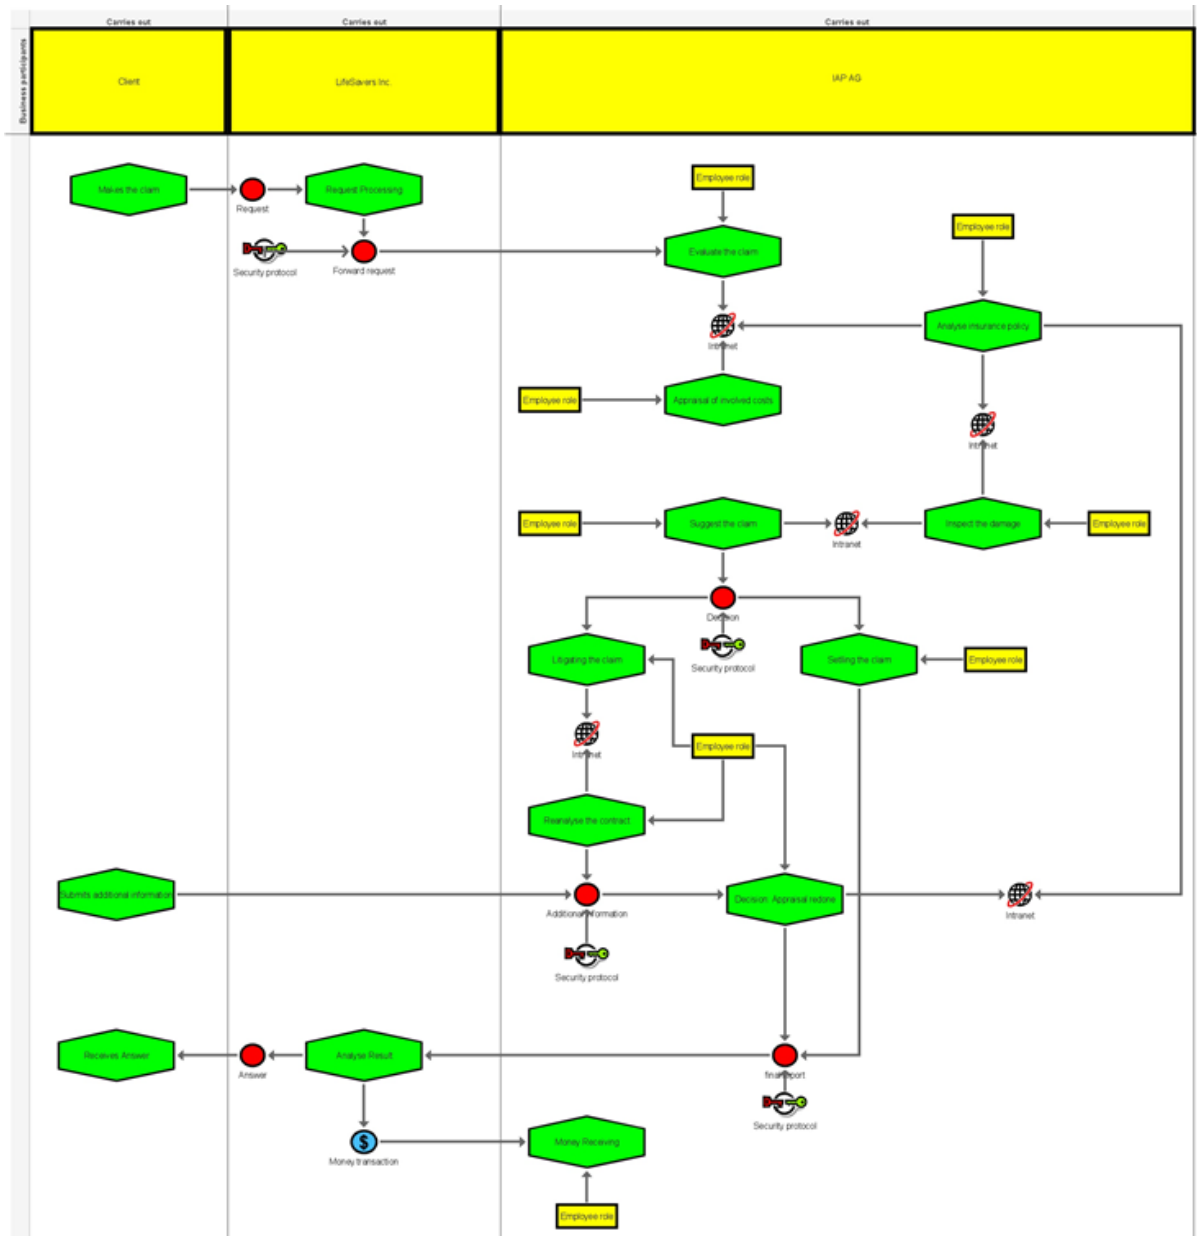 Carries out
Carries out
Carries out
Business participants
Client
LifeSavers Inc.
IAP AG
Makes the claim
Request
Request Processing
Employee role
Employee role
Security protocol
Forward request
Evaluate the claim
Analyse insurance policy
Intranet
Employee role
Appraisal of involved costs
Intranet
Employee role
Suggest the claim
Intranet
Inspect the damage
Employee role
Decision
Security protocol
Litigating the claim
Settling the claim
Employee role
Intranet
Employee role
Reanalyse the contract
Submits additional information
Additional information
Decision: Appraisal redone
Intranet
Security protocol
Receives Answer
Answer
Analyse Result
final report
Security protocol
Money transaction
Money Receiving
Employee role